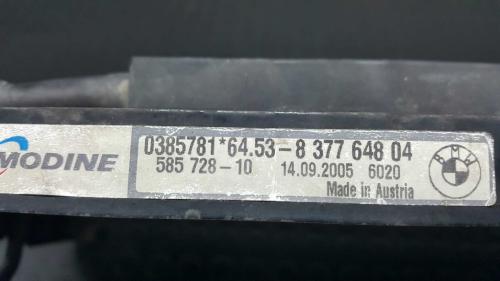 MODINE
0385781*64.53-8 377 648 04
585 728-10 14.09.2005 6020
Made in Austria
BMW